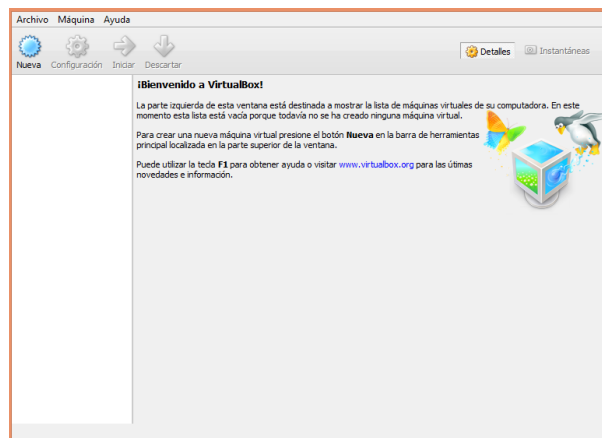 Archivo Máquina Ayuda
Nueva Configuración Iniciar Descartar
Detalles Instantáneas
¡Bienvenido a VirtualBox!
La parte izquierda de esta ventana está destinada a mostrar la lista de máquinas virtuales de su computadora. En este
momento esta lista está vacía porque todavía no se ha creado ninguna máquina virtual.
Para crear una nueva máquina virtual presione el botón Nueva en la barra de herramientas
principal localizada en la parte superior de la ventana.
Puede utilizar la tecla F1 para obtener ayuda o visitar www.virtualbox.org para las útimas
novedades e información.